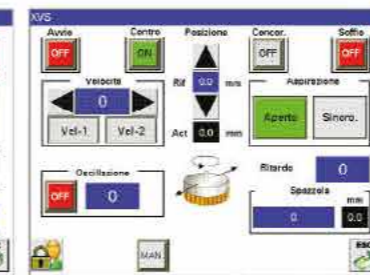 XVS
Avvio Centro Posizione Concor. Soffio
OFF ON OFF OFF
Velocità Rif 0.0 mm Aspirazione
0
Vel-1 Vel-2 Aperto Sincro.
Act 0.0 mm
Oscillazione Ritardo 0
OFF 0 Spazzola
mm
0 0.0
MAN. ESC